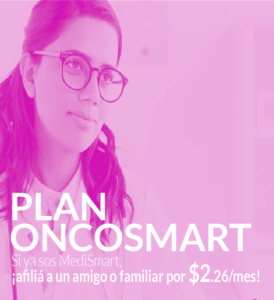 PLAN
ONCOSMART
Si ya sos MediSmart,
¡afiliá a un amigo o familiar por $2.26/mes!